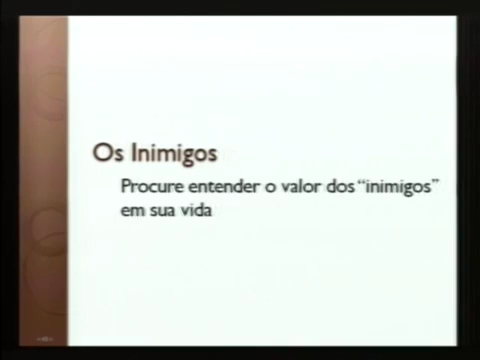 Os Inimigos
Procure entender o valor dos “inimigos”
em sua vida